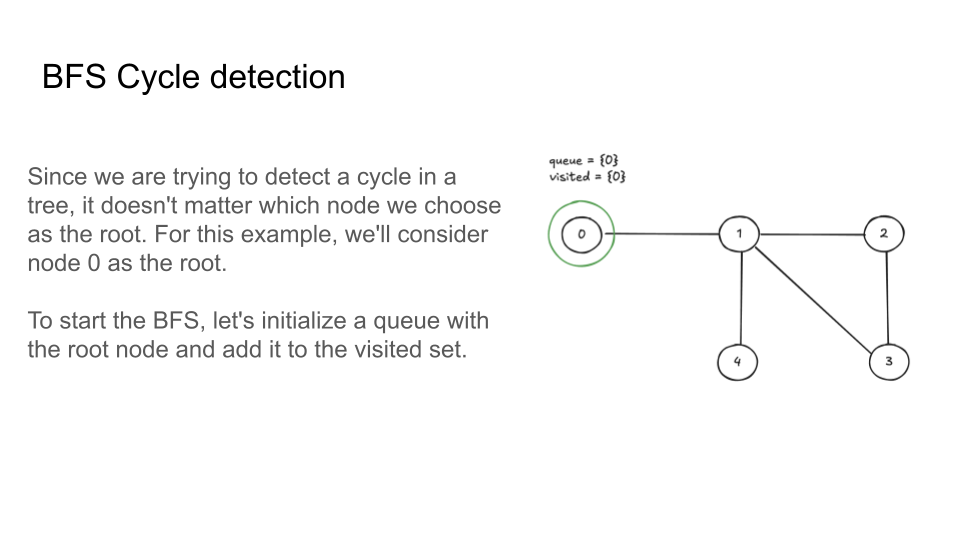 BFS Cycle detection
Since we are trying to detect a cycle in a
tree, it doesn't matter which node we choose
as the root. For this example, we'll consider
node 0 as the root.
To start the BFS, let's initialize a queue with
the root node and add it to the visited set.
queue = {0}
visited = {0}
0
1
2
4
3